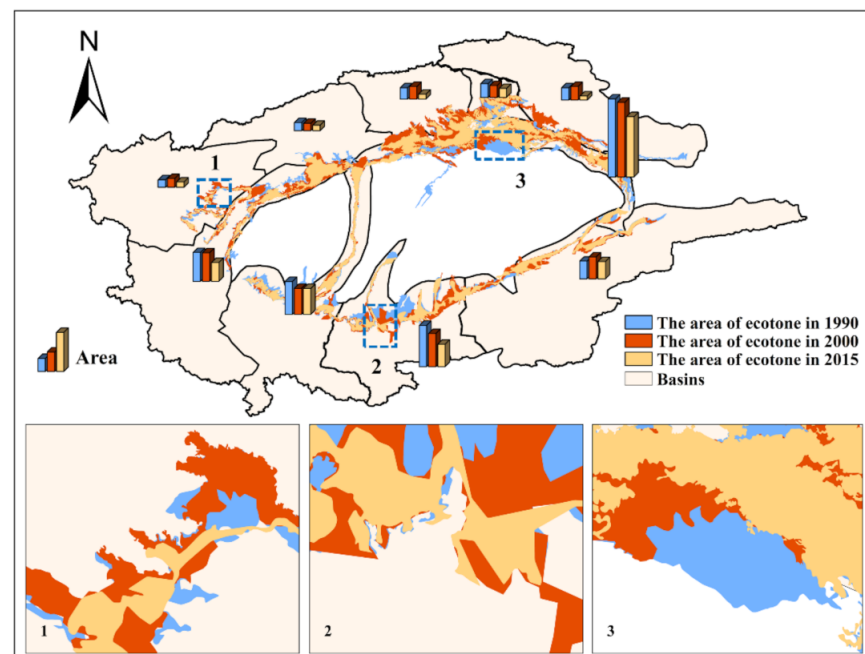 N
1
3
2
Area
The area of ecotone in 1990
The area of ecotone in 2000
The area of ecotone in 2015
Basins
1
2
3